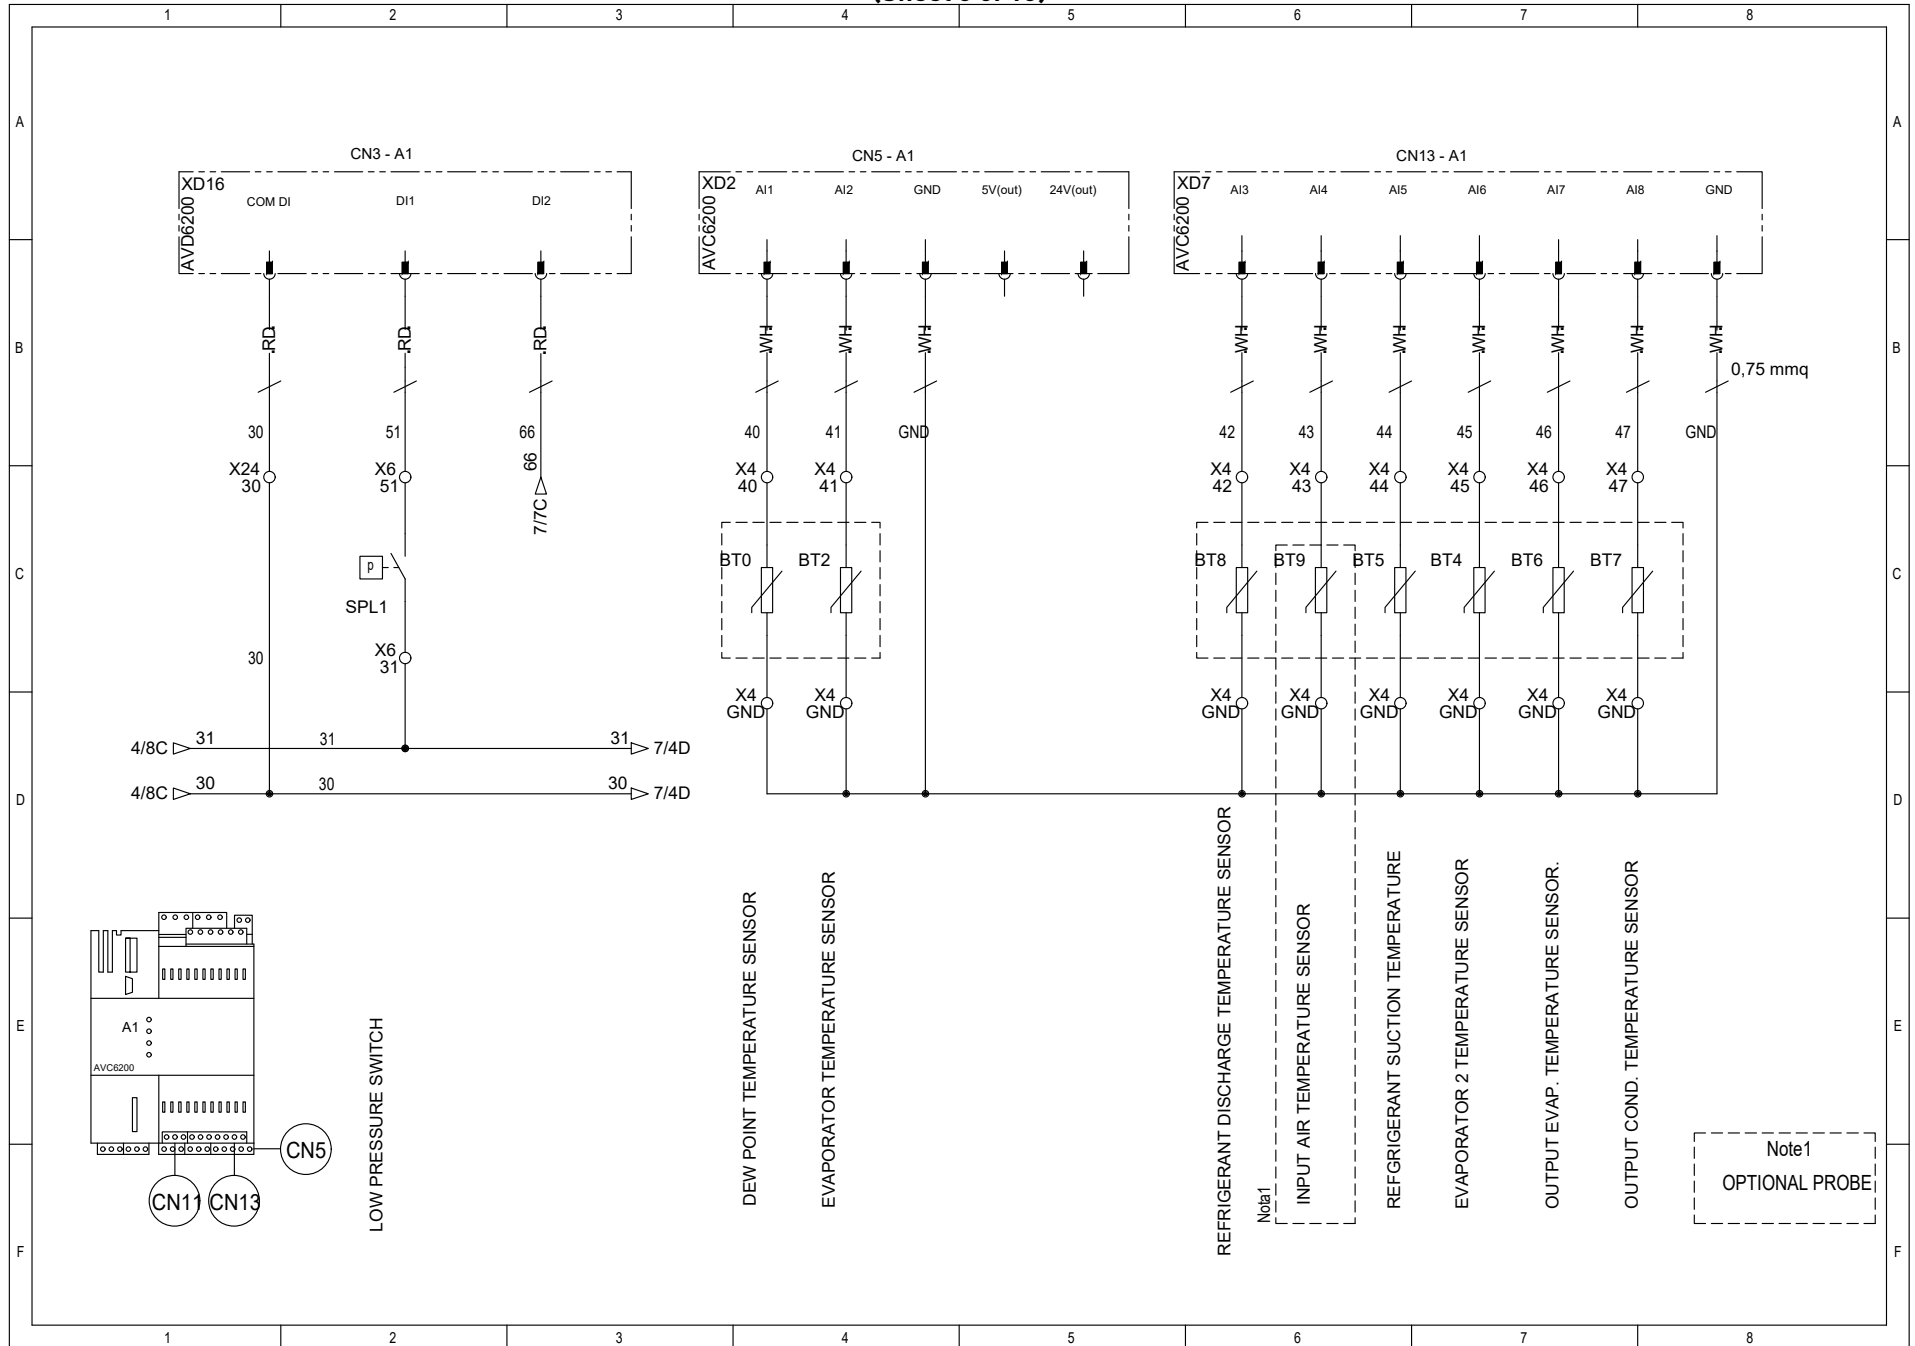 1 2 3 4 5 6 7 8
A A
CN3 - A1 CN5 - A1 CN13 - A1
XD16 COM DI DI1 DI2
AVD6200
XD2 AI1 AI2 GND 5V(out) 24V(out)
AVC6200
XD7 AI3 AI4 AI5 AI6 AI7 AI8 GND
AVC6200
B B
.RD. .RD. .RD. .WH. .WH. .WH. .WH. .WH. .WH. .WH. .WH. .WH. .WH.
0,75 mmq
30 51 66 40 41 GND 42 43 44 45 46 47 GND
66
7/7C
X24 X6 X4 X4 X4 X4 X4 X4 X4 X4
30 51 40 41 42 43 44 45 46 47
C C
BT0 BT2 BT8 BT9 BT5 BT4 BT6 BT7
p
SPL1
30
X6
31
X4 X4 X4 X4 X4 X4 X4 X4
GND GND GND GND GND GND GND GND
4/8C 31 31 31 7/4D
4/8C 30 30 30 7/4D
D D
LOW PRESSURE SWITCH
DEW POINT TEMPERATURE SENSOR
EVAPORATOR TEMPERATURE SENSOR
REFRIGERANT DISCHARGE TEMPERATURE SENSOR
Nota1
INPUT AIR TEMPERATURE SENSOR
REFGRIGERANT SUCTION TEMPERATURE
EVAPORATOR 2 TEMPERATURE SENSOR
OUTPUT EVAP. TEMPERATURE SENSOR.
OUTPUT COND. TEMPERATURE SENSOR
E E
A1
AVC6200
CN5
CN11 CN13
Note1
OPTIONAL PROBE
F F
1 2 3 4 5 6 7 8